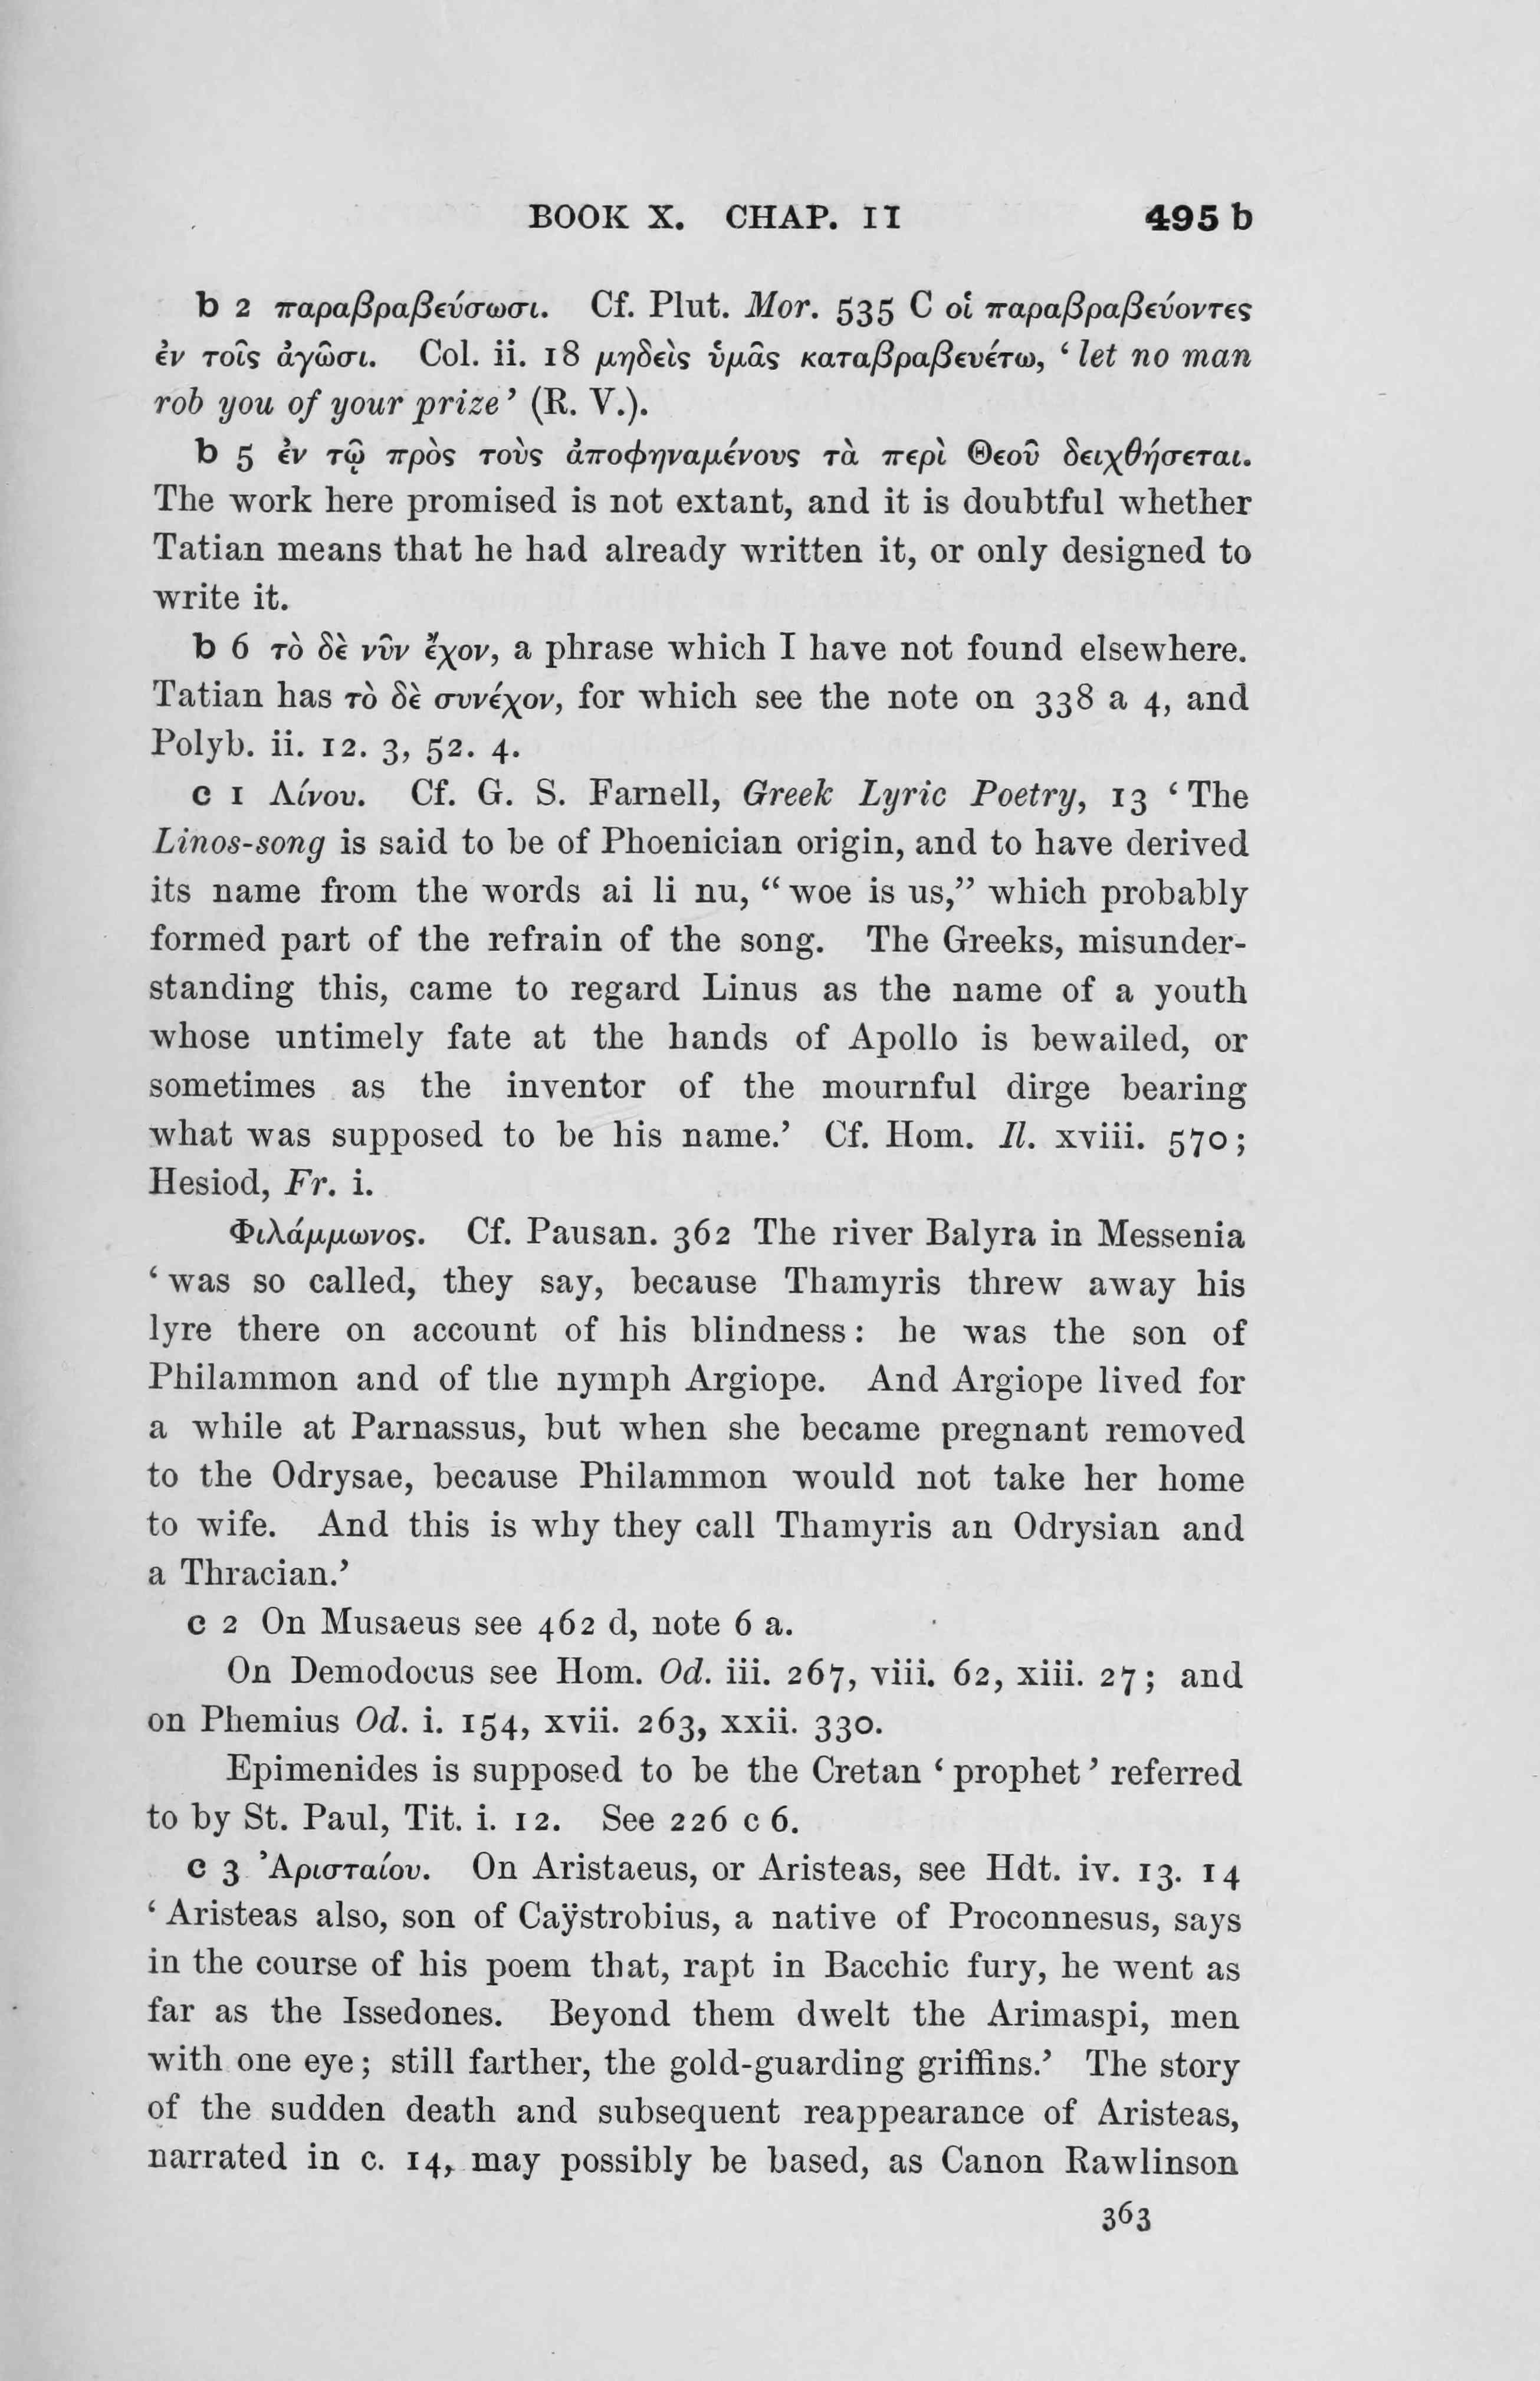 BOOK X. CHAP. II 495 b
b 2 παραβραβεύσωσι. Cf. Plut. Mor. 535 C οἱ παραβραβεύοντες
ἐν τοῖς ἀγῶσι. Col. ii. 18 μηδεὶς ὑμᾶς καταβραβευέτω, ‘let no man
rob you of your prize’ (R. V.).
b 5 ἐν τῷ πρὸς τοὺς ἀποφηναμένους τὰ περὶ Θεοῦ δειχθήσεται.
The work here promised is not extant, and it is doubtful whether
Tatian means that he had already written it, or only designed to
write it.
b 6 τὸ δὲ νῦν ἔχον, a phrase which I have not found elsewhere.
Tatian has τὸ δὲ συνέχον, for which see the note on 338 a 4, and
Polyb. ii. 12. 3, 52. 4.
c 1 Λίνου. Cf. G. S. Farnell, Greek Lyric Poetry, 13 ‘The
Linos-song is said to be of Phoenician origin, and to have derived
its name from the words ai li nu, “woe is us,” which probably
formed part of the refrain of the song. The Greeks, misunder-
standing this, came to regard Linus as the name of a youth
whose untimely fate at the hands of Apollo is bewailed, or
sometimes as the inventor of the mournful dirge bearing
what was supposed to be his name.’ Cf. Hom. Il. xviii. 570;
Hesiod, Fr. i.
Φιλάμμωνος. Cf. Pausan. 362 The river Balyra in Messenia
‘was so called, they say, because Thamyris threw away his
lyre there on account of his blindness: he was the son of
Philammon and of the nymph Argiope. And Argiope lived for
a while at Parnassus, but when she became pregnant removed
to the Odrysae, because Philammon would not take her home
to wife. And this is why they call Thamyris an Odrysian and
a Thracian.’
c 2 On Musaeus see 462 d, note 6 a.
On Demodocus see Hom. Od. iii. 267, viii. 62, xiii. 27; and
on Phemius Od. i. 154, xvii. 263, xxii. 330.
Epimenides is supposed to be the Cretan ‘prophet’ referred
to by St. Paul, Tit. i. 12. See 226 c 6.
c 3 Ἀρισταίου. On Aristaeus, or Aristeas, see Hdt. iv. 13. 14
‘Aristeas also, son of Caÿstrobius, a native of Proconnesus, says
in the course of his poem that, rapt in Bacchic fury, he went as
far as the Issedones. Beyond them dwelt the Arimaspi, men
with one eye; still farther, the gold-guarding griffins.’ The story
of the sudden death and subsequent reappearance of Aristeas,
narrated in c. 14, may possibly be based, as Canon Rawlinson
363